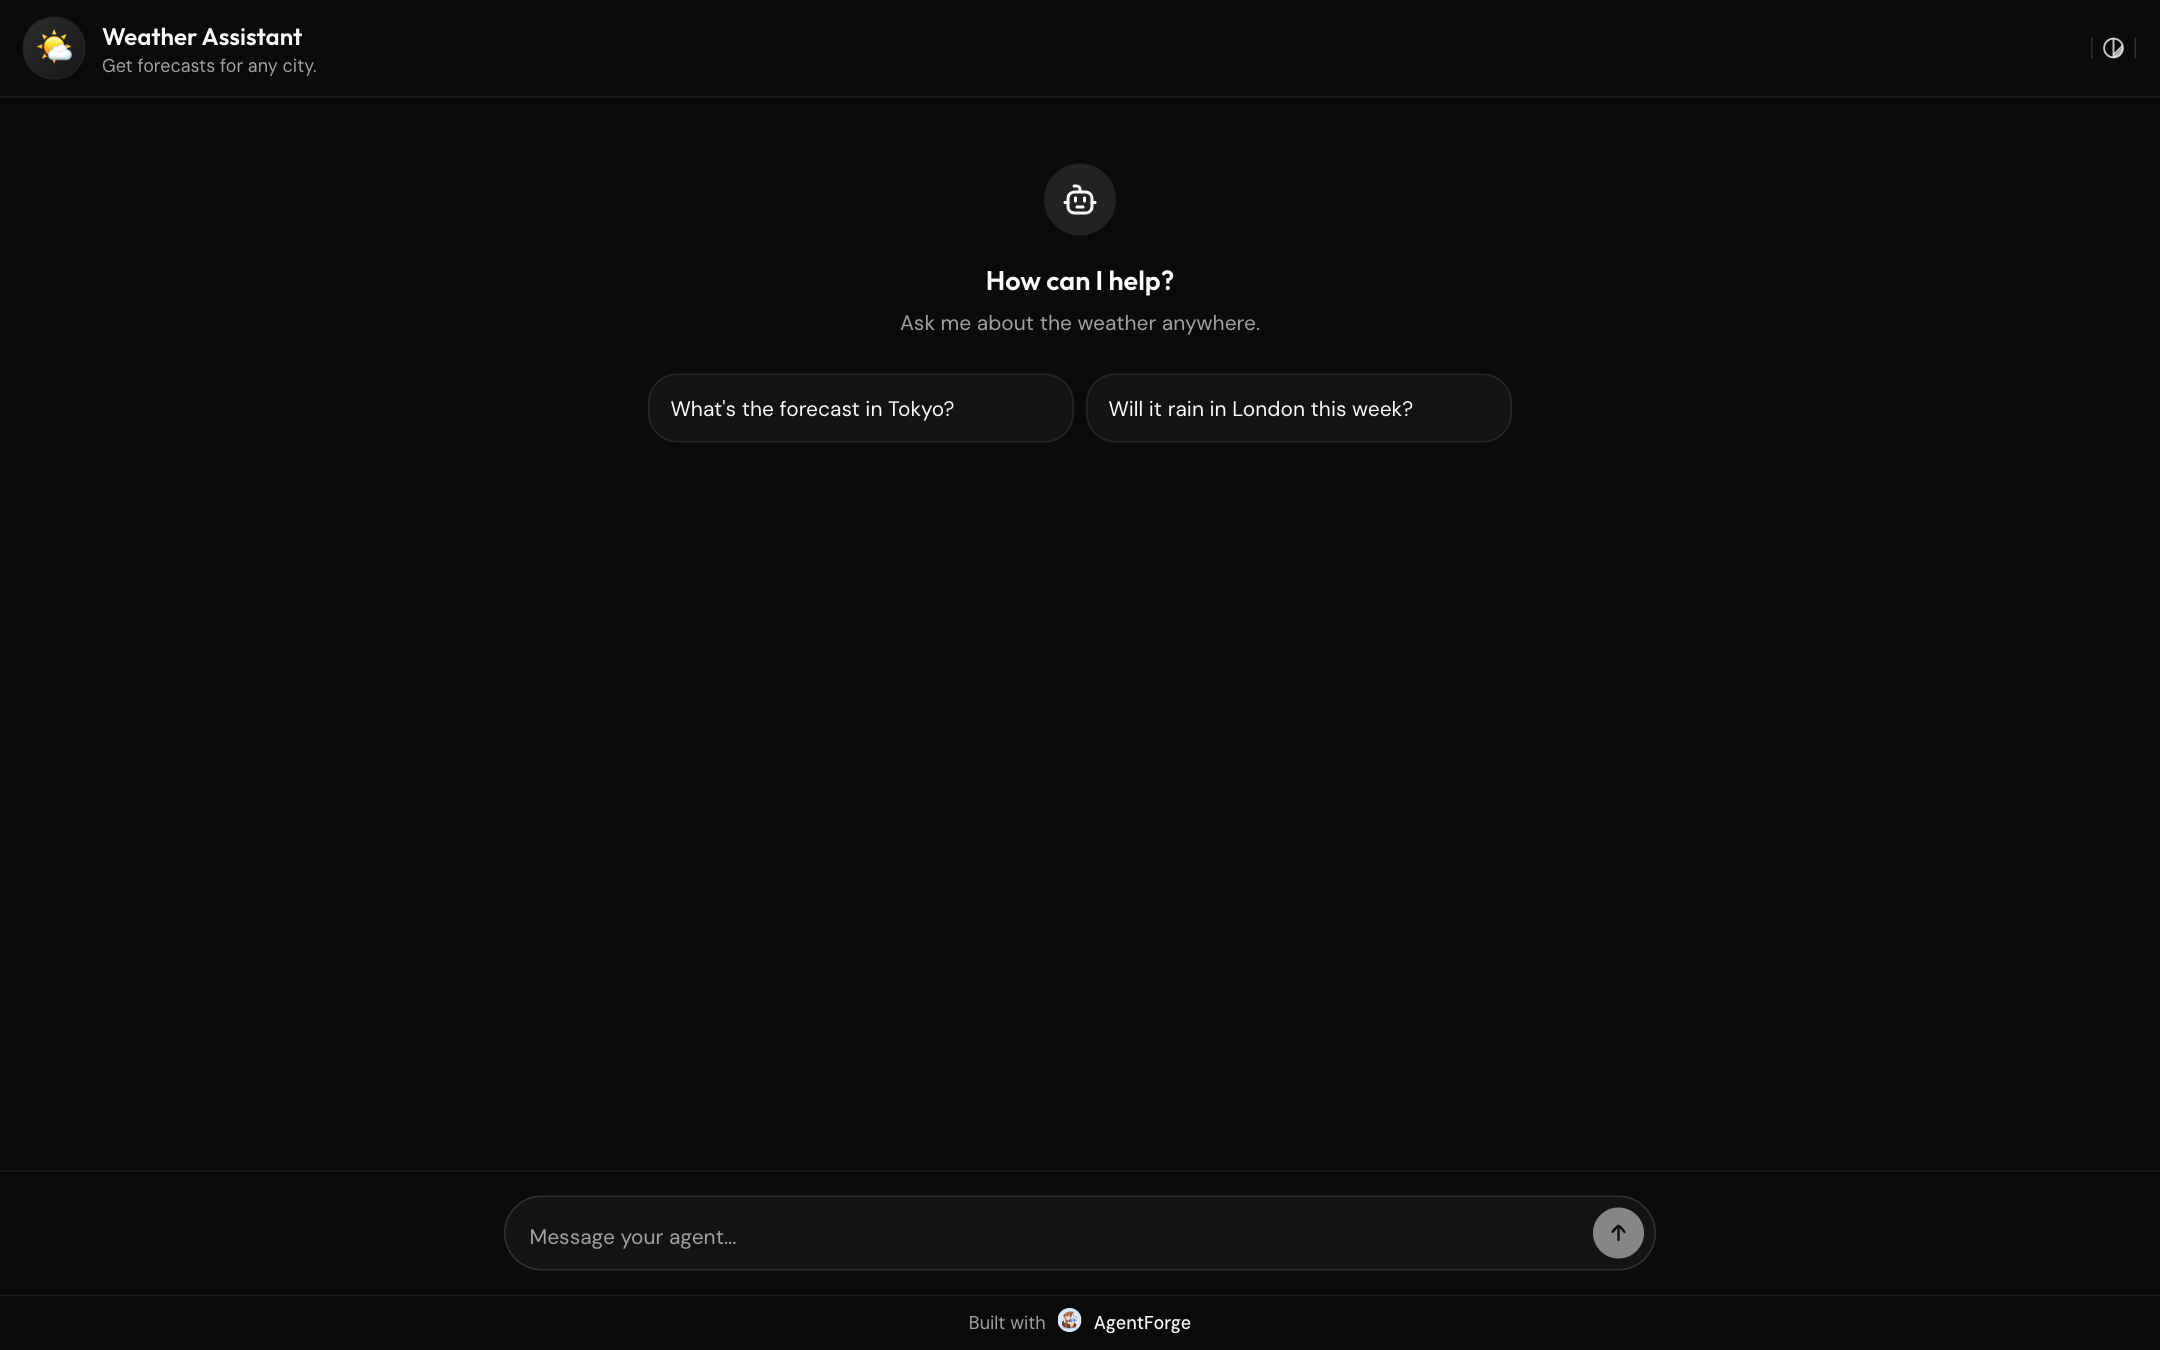 Weather Assistant
Get forecasts for any city.
How can I help?
Ask me about the weather anywhere.
What's the forecast in Tokyo?
Will it rain in London this week?
Message your agent...
Built with AgentForge